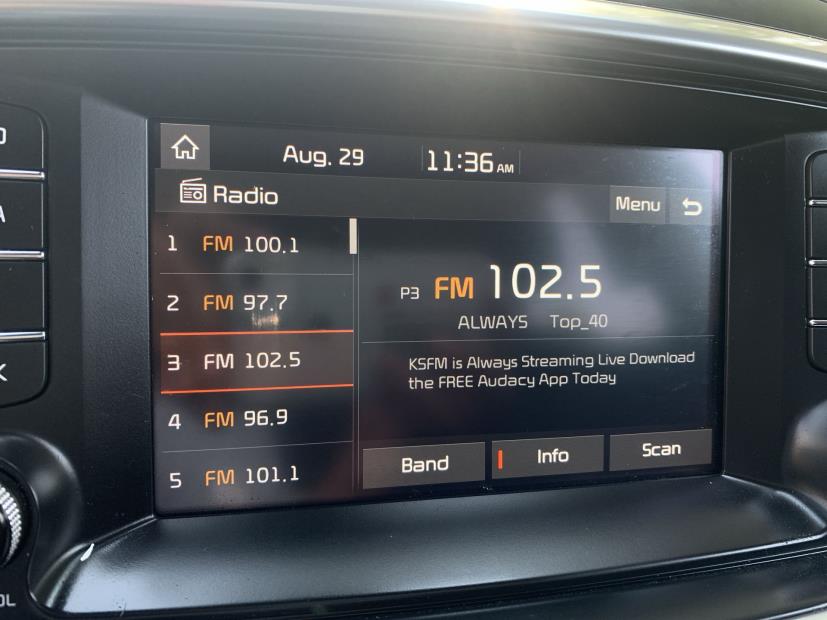 Aug. 29 11:36 AM
Radio Menu
1 FM 100.1
2 FM 97.7
3 FM 102.5
4 FM 96.9
5 FM 101.1
P3 FM 102.5
ALWAYS Top_40
KSFM is Always Streaming Live Download
the FREE Audacy App Today
Band Info Scan